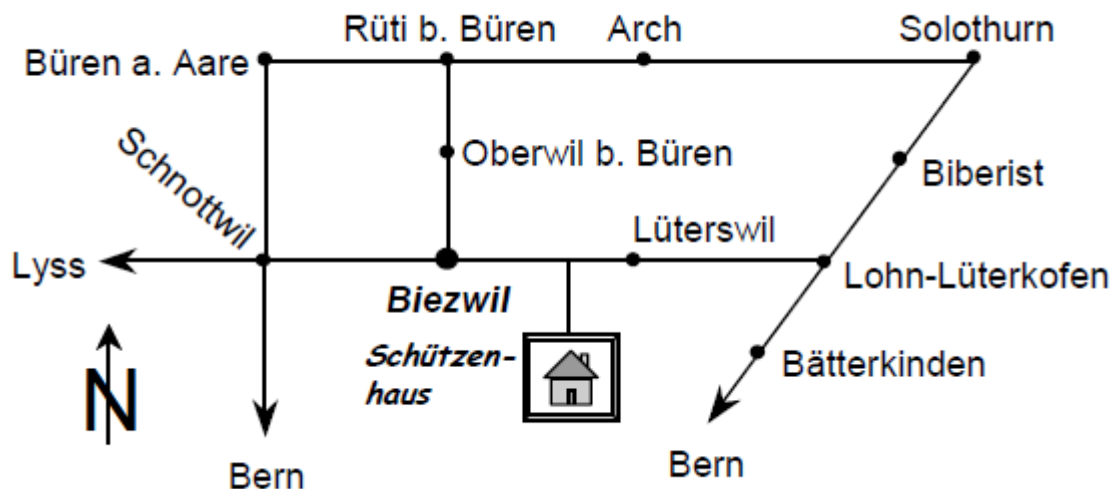 Rüti b. Büren
Arch
Solothurn
Büren a. Aare
Schnottwil
Oberwil b. Büren
Biberist
Lüterswil
Lyss
Lohn-Lüterkofen
Biezwil
Schützen-
haus
Bätterkinden
N
Bern
Bern